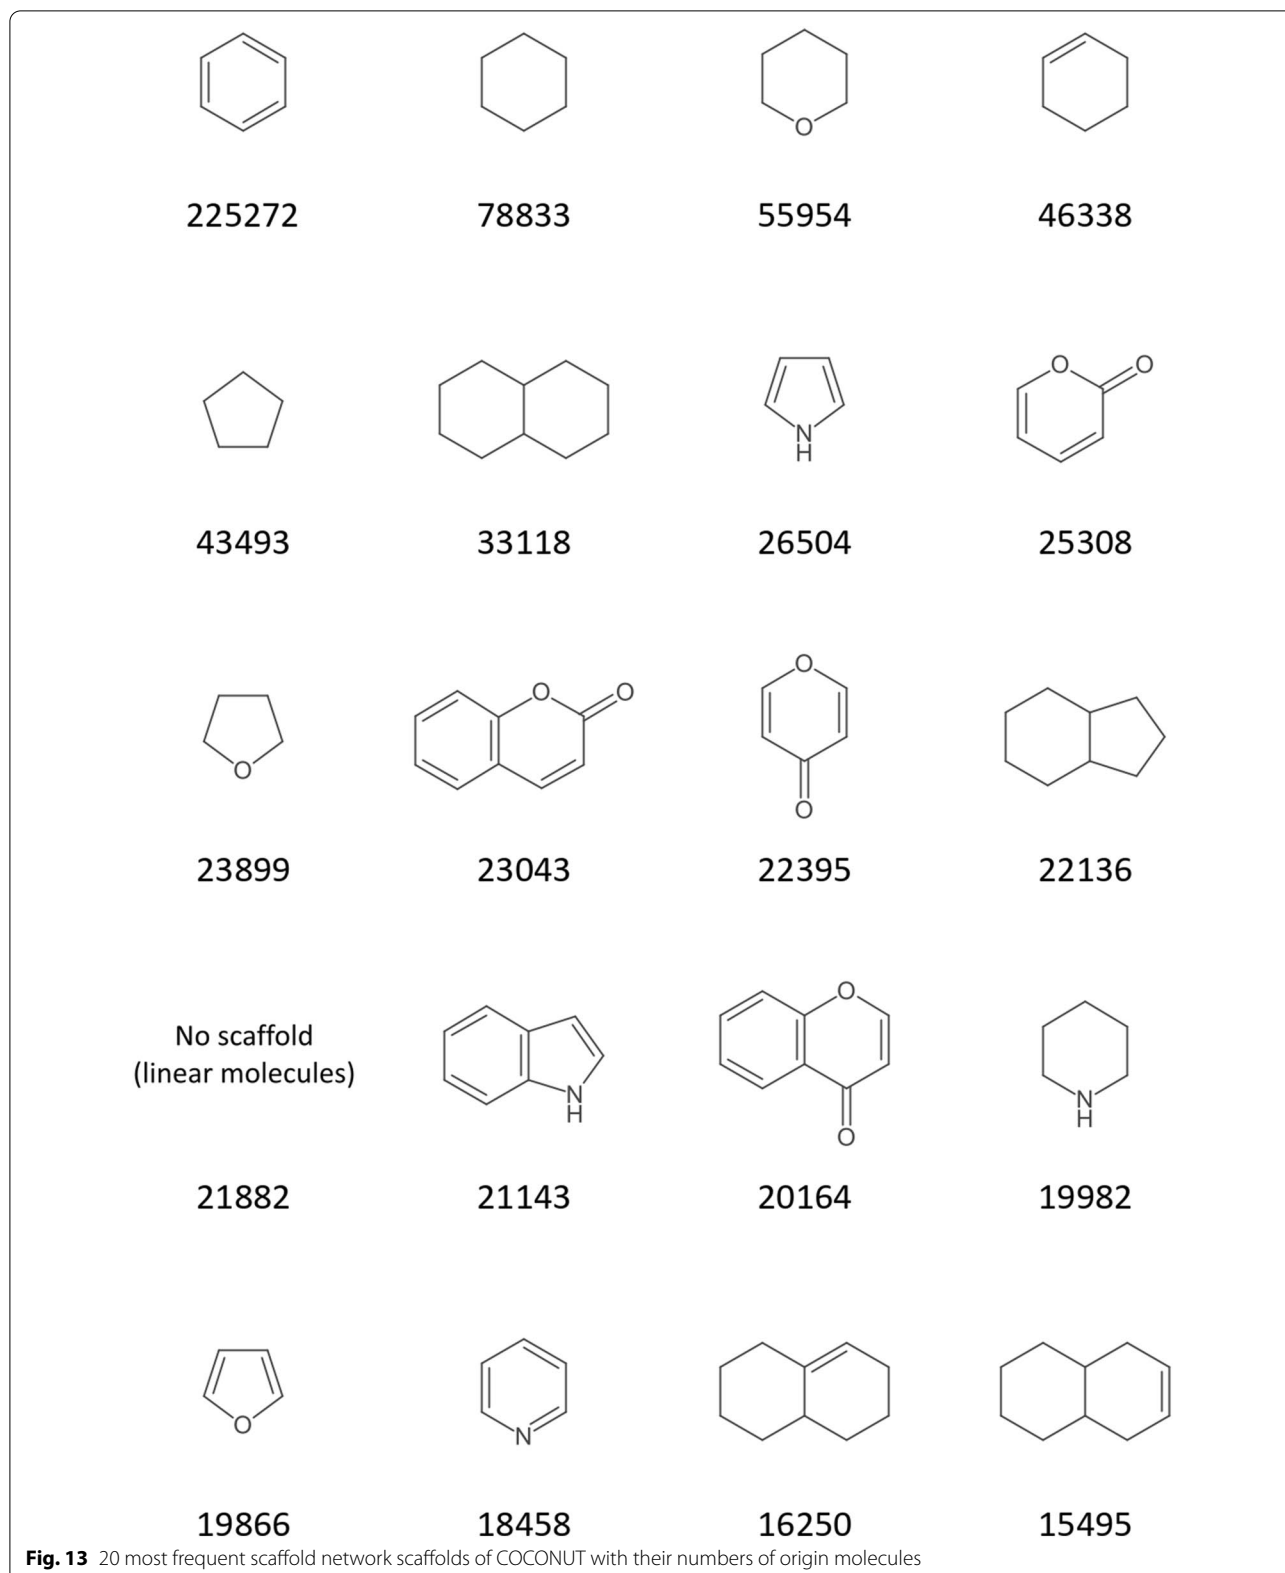 O
225272 78833 55954 46338
O O
N
H
43493 33118 26504 25308
O
O O
O
O
23899 23043 22395 22136
No scaffold
(linear molecules)
O
N
H
N
H
O
21882 21143 20164 19982
O N
19866 18458 16250 15495
Fig. 13 20 most frequent scaffold network scaffolds of COCONUT with their numbers of origin molecules